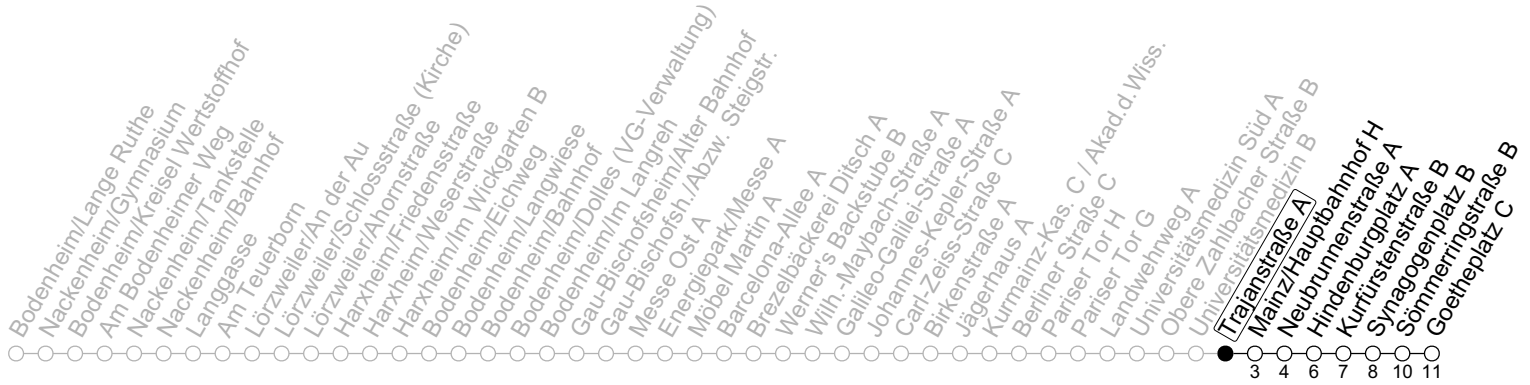 Bodenheim/Lange Ruthe
Nackenheim/Gymnasium
Bodenheim/Kreisel Wertstoffhof
Am Bodenheimer Weg
Nackenheim/Tankstelle
Nackenheim/Bahnhof
Langgasse
Am Teuerborn
Lörzweiler/An der Au
Lörzweiler/Schlossstraße (Kirche)
Lörzweiler/Ahornstraße
Harxheim/Friedensstraße
Harxheim/Weserstraße
Harxheim/Im Wickgarten B
Bodenheim/Eichweg
Bodenheim/Langwiese
Bodenheim/Bahnhof
Bodenheim/Dolles (VG-Verwaltung)
Bodenheim/Im Langreh
Gau-Bischofsheim/Alter Bahnhof
Gau-Bischofsh./Abzw. Steigstr.
Messe Ost A
Energiepark/Messe A
Möbel Martin A
Barcelona-Allee A
Brezelbäckerei Ditsch A
Werner's Backstube B
Wilh.-Maybach-Straße A
Galileo-Galilei-Straße A
Johannes-Kepler-Straße A
Carl-Zeiss-Straße C
Birkenstraße A
Jägerhaus A
Kurmainz-Kas. C / Akad.d.Wiss.
Berliner Straße C
Pariser Tor H
Pariser Tor G
Landwehrweg A
Universitätsmedizin Süd A
Obere Zahlbacher Straße B
Universitätsmedizin B
Trajanstraße A
Mainz/Hauptbahnhof H
Neubrunnenstraße A
Hindenburgplatz A
Kurfürstenstraße B
Synagogenplatz B
Sömmerringstraße B
Goetheplatz C
3 4 6 7 8 10 11